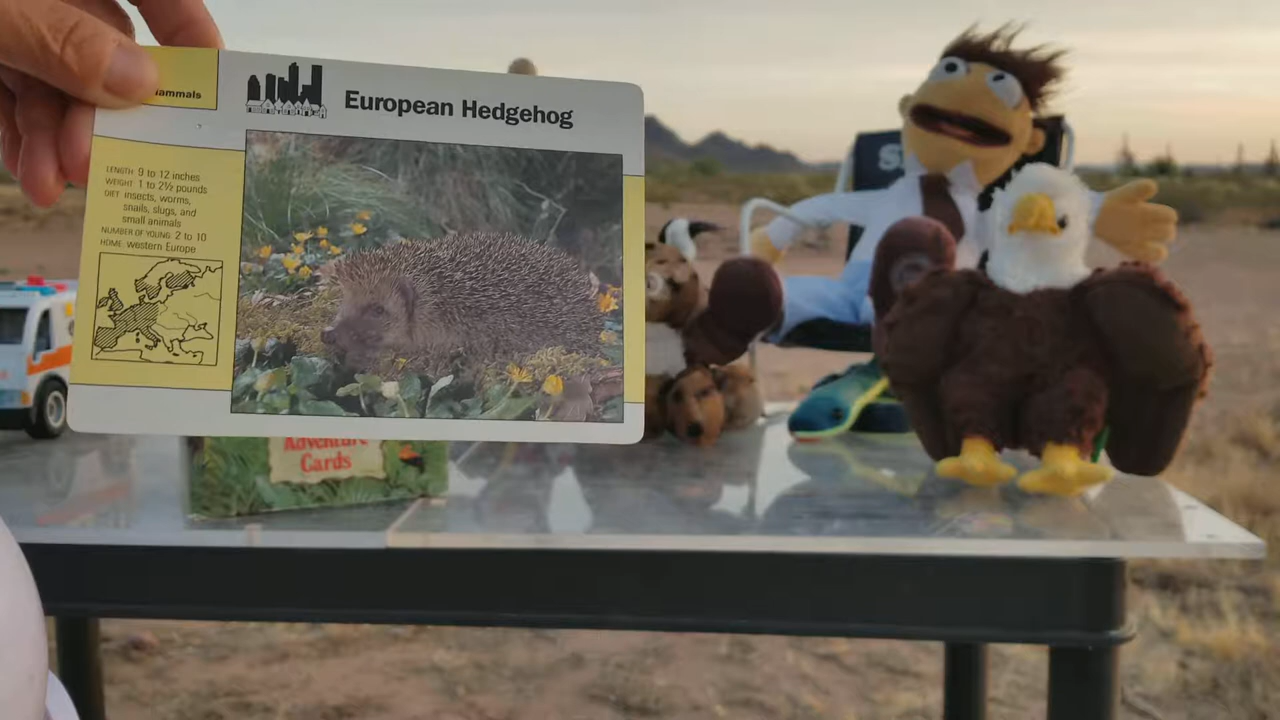 European Hedgehog
LENGTH: 9 to 12 inches
WEIGHT: 1 to 2½ pounds
DIET: insects, worms,
snails, slugs, and
small animals
NUMBER OF YOUNG: 2 to 10
HOME: western Europe
Adventure
Cards